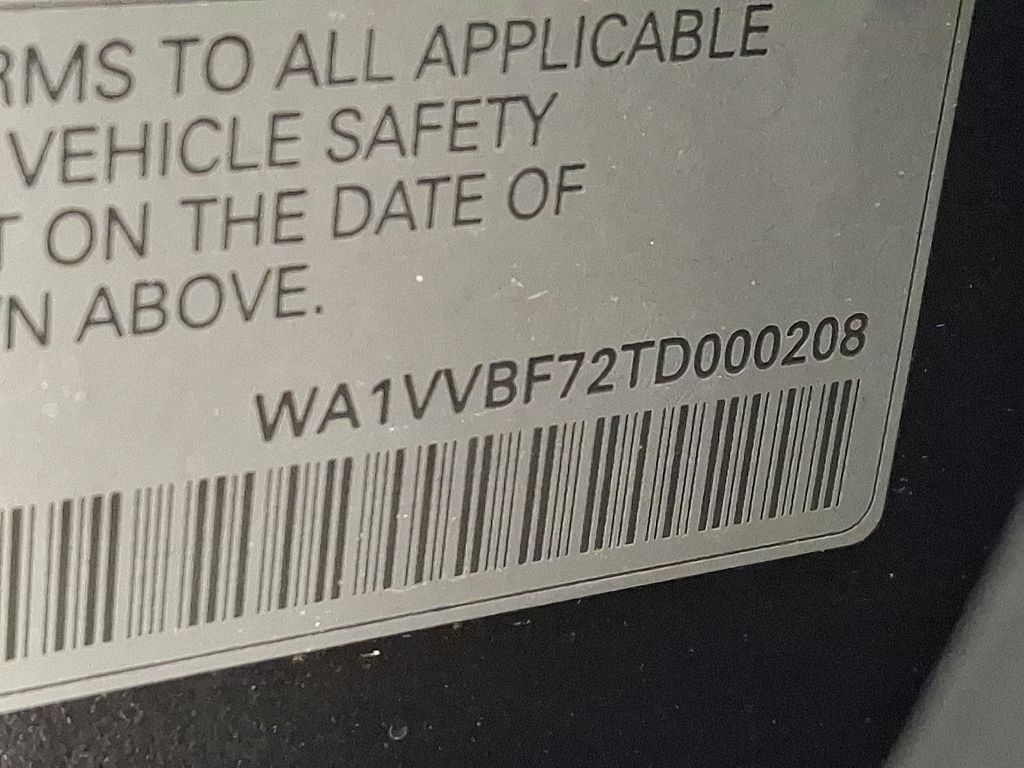 RMS TO ALL APPLICABLE
VEHICLE SAFETY
T ON THE DATE OF
N ABOVE.
WA1VVBF72TD000208